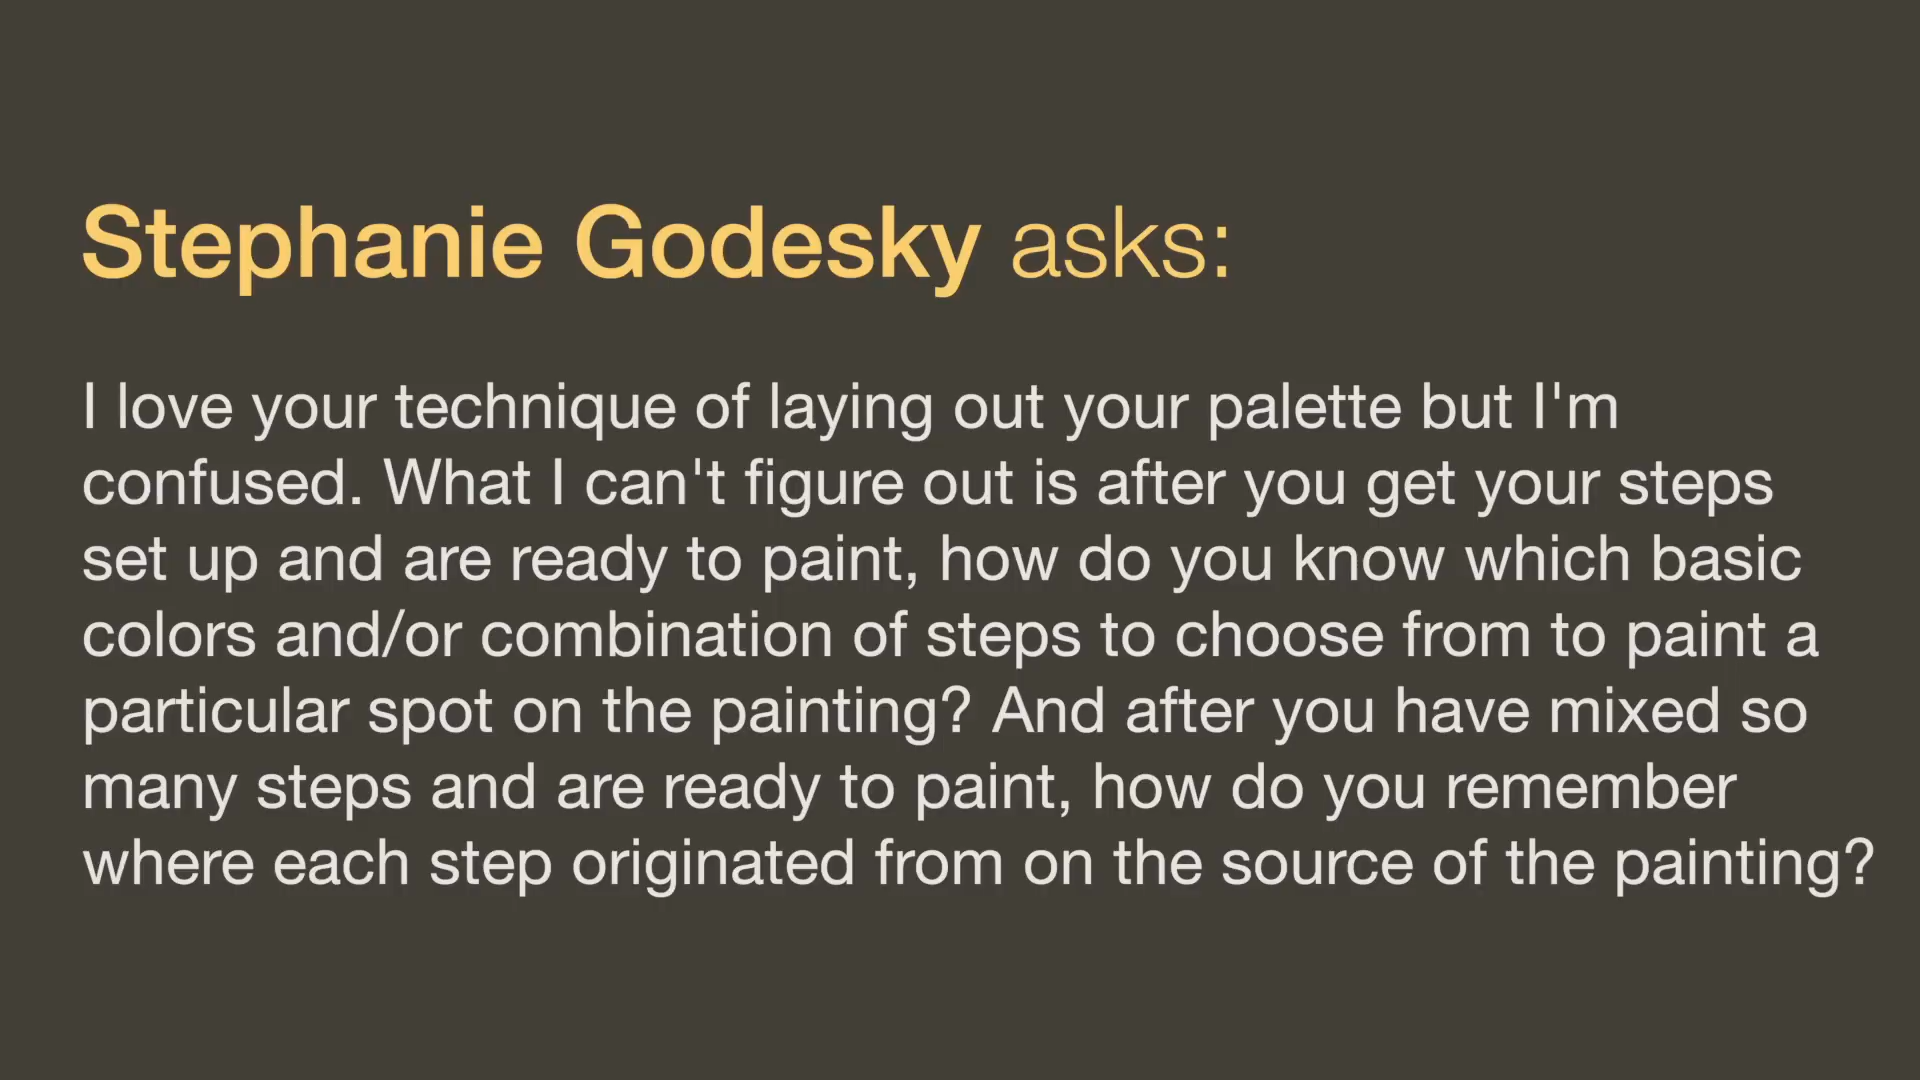 Stephanie Godesky asks:
I love your technique of laying out your palette but I'm
confused. What I can't figure out is after you get your steps
set up and are ready to paint, how do you know which basic
colors and/or combination of steps to choose from to paint a
particular spot on the painting? And after you have mixed so
many steps and are ready to paint, how do you remember
where each step originated from on the source of the painting?